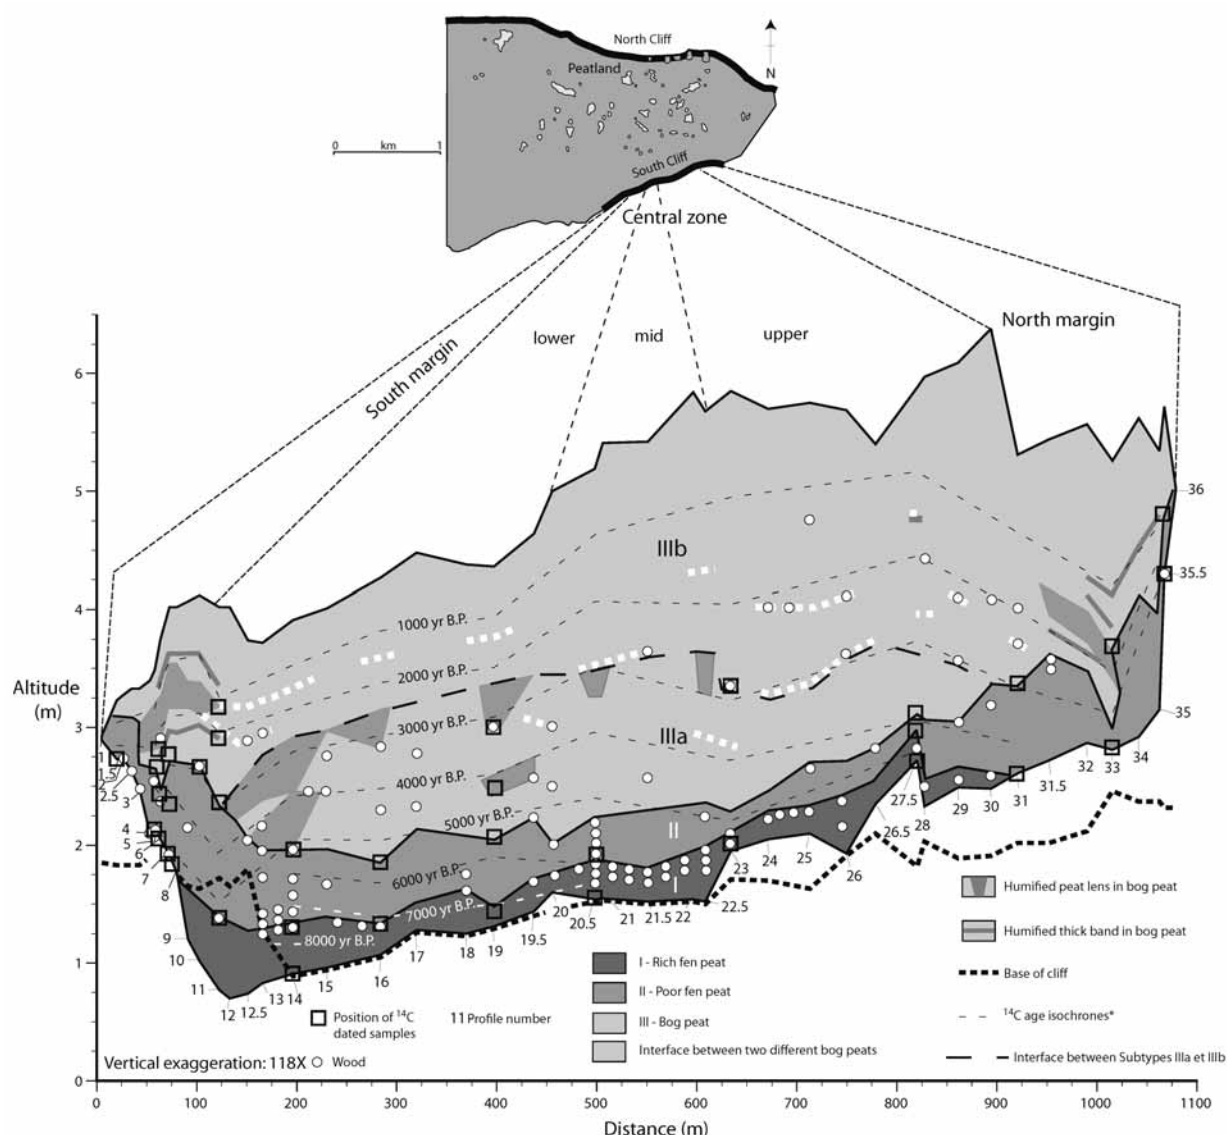 North Cliff
Peatland
N
0 km 1
South Cliff
Central zone
North margin
lower mid upper
South margin
6
5
4
3
2
1
0
Altitude
(m)
IIIb
IIIa
II
I
1000 yr B.P.
2000 yr B.P.
3000 yr B.P.
4000 yr B.P.
5000 yr B.P.
6000 yr B.P.
7000 yr B.P.
8000 yr B.P.
1
1.5
2
2.5
3
4
5
6
7
8
9
10
11
12
12.5
13
14
15
16
17
18
19
19.5
20
20.5
21
21.5
22
22.5
23
24
25
26
26.5
27.5
28
29
30
31
31.5
32
33
34
35
35.5
36
Humified peat lens in bog peat
Humified thick band in bog peat
Base of cliff
14C age isochrones*
Interface between Subtypes IIIa et IIIb
I - Rich fen peat
II - Poor fen peat
III - Bog peat
Interface between two different bog peats
Position of 14C
dated samples
11 Profile number
Vertical exaggeration: 118X
Wood
0 100 200 300 400 500 600 700 800 900 1000 1100
Distance (m)